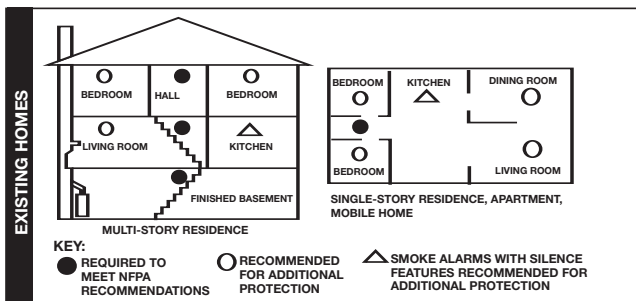 EXISTING HOMES
BEDROOM
HALL
BEDROOM
LIVING ROOM
KITCHEN
FINISHED BASEMENT
MULTI-STORY RESIDENCE
BEDROOM
KITCHEN
DINING ROOM
BEDROOM
LIVING ROOM
SINGLE-STORY RESIDENCE, APARTMENT,
MOBILE HOME
KEY:
REQUIRED TO
MEET NFPA
RECOMMENDATIONS
RECOMMENDED
FOR ADDITIONAL
PROTECTION
SMOKE ALARMS WITH SILENCE
FEATURES RECOMMENDED FOR
ADDITIONAL PROTECTION